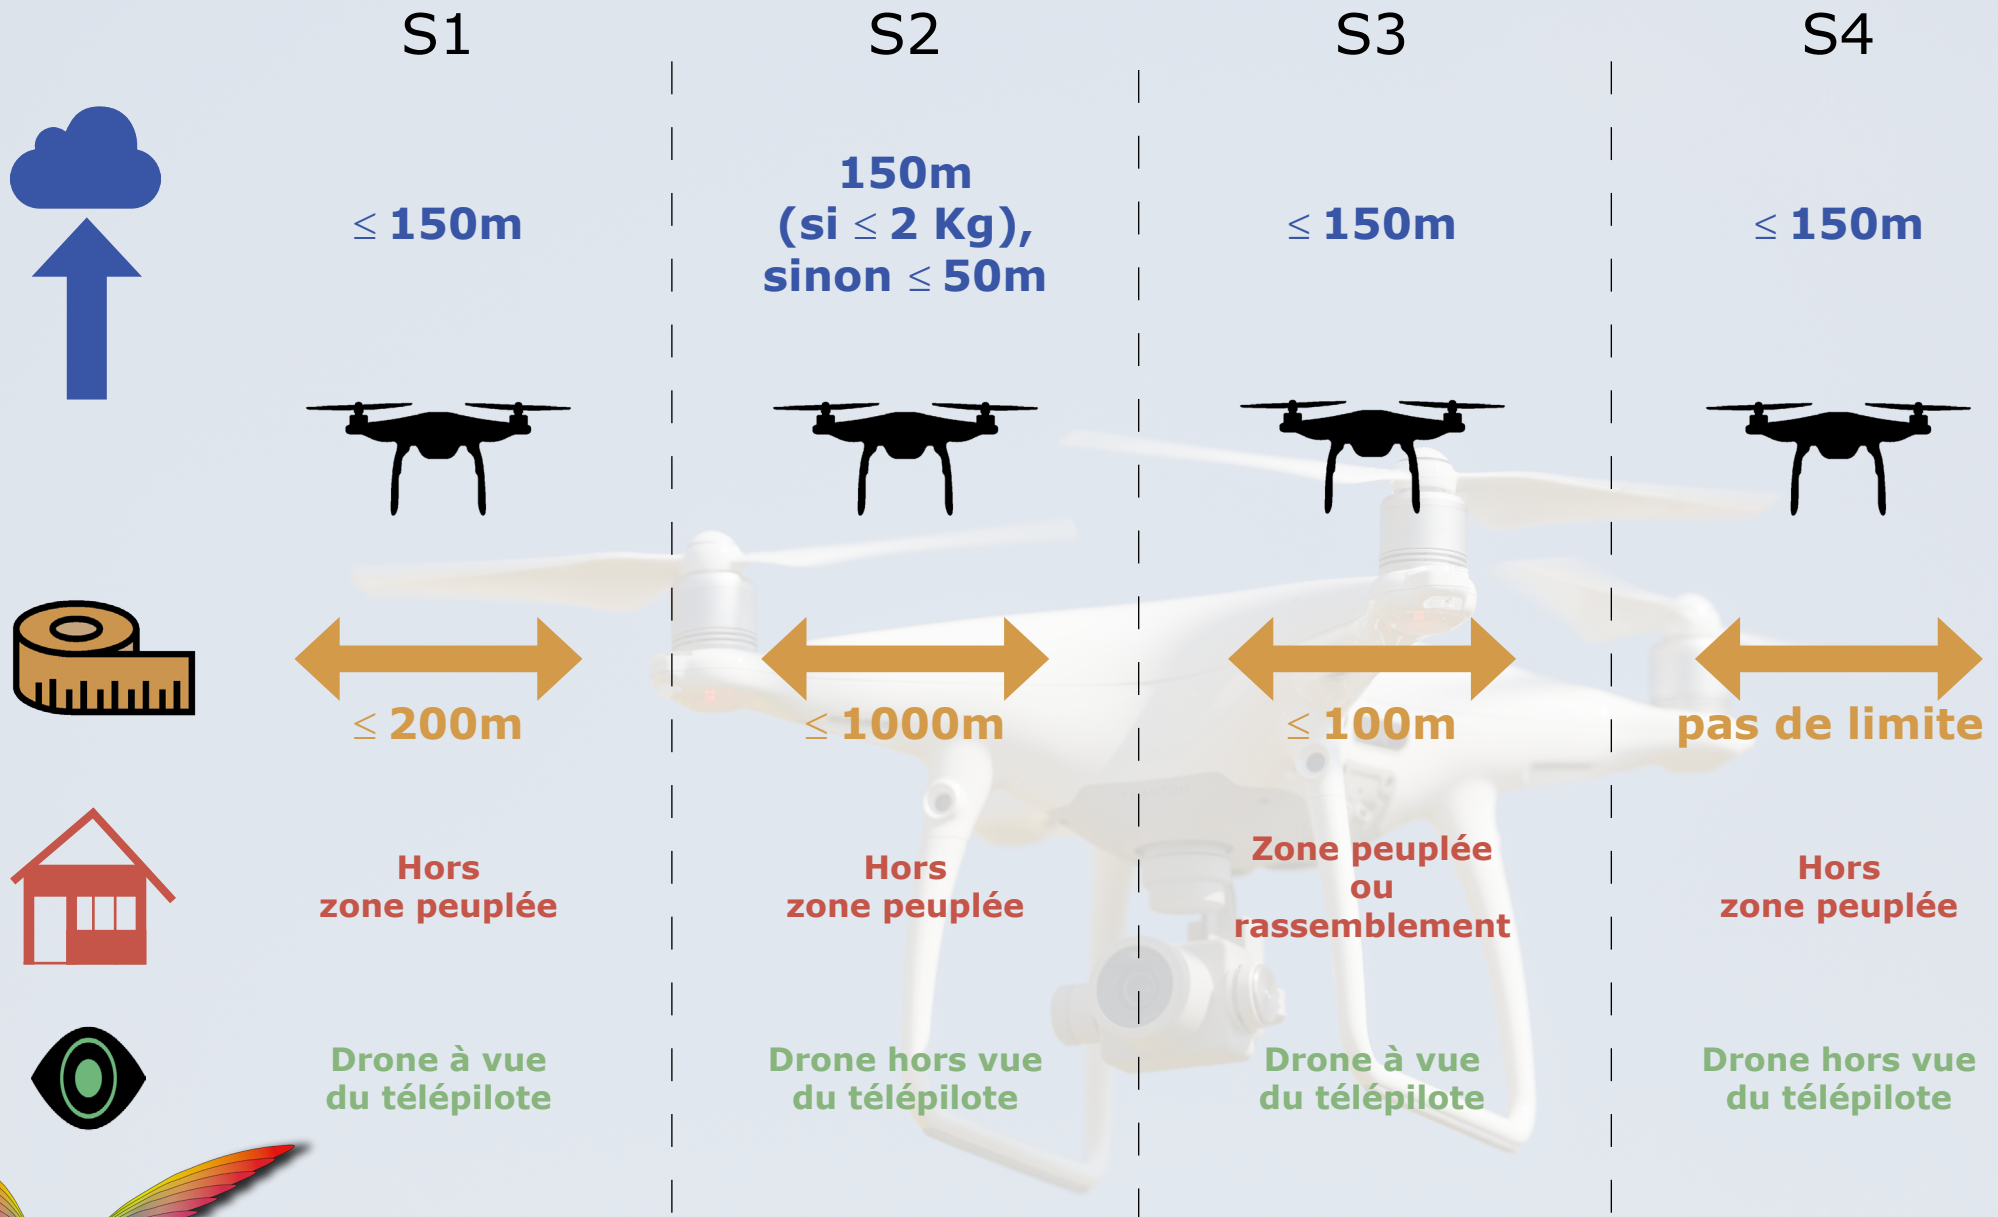 S1
S2
S3
S4
≤ 150m
150m
(si ≤ 2 Kg),
sinon ≤ 50m
≤ 150m
≤ 150m
≤ 200m
≤ 1000m
≤ 100m
pas de limite
Hors
zone peuplée
Hors
zone peuplée
Zone peuplée
ou
rassemblement
Hors
zone peuplée
Drone à vue
du télépilote
Drone hors vue
du télépilote
Drone à vue
du télépilote
Drone hors vue
du télépilote